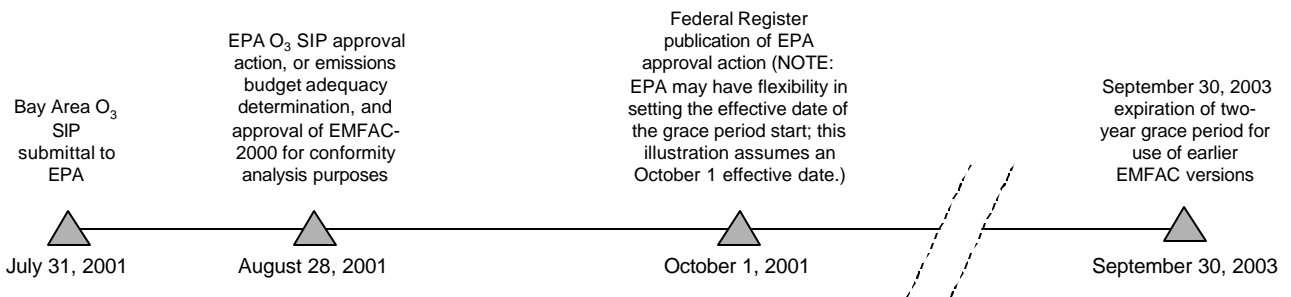 Bay Area O3
SIP
submittal to
EPA
EPA O3 SIP approval
action, or emissions
budget adequacy
determination, and
approval of EMFAC-
2000 for conformity
analysis purposes
Federal Register
publication of EPA
approval action (NOTE:
EPA may have flexibility in
setting the effective date of
the grace period start; this
illustration assumes an
October 1 effective date.)
September 30, 2003
expiration of two-
year grace period for
use of earlier
EMFAC versions
July 31, 2001
August 28, 2001
October 1, 2001
September 30, 2003